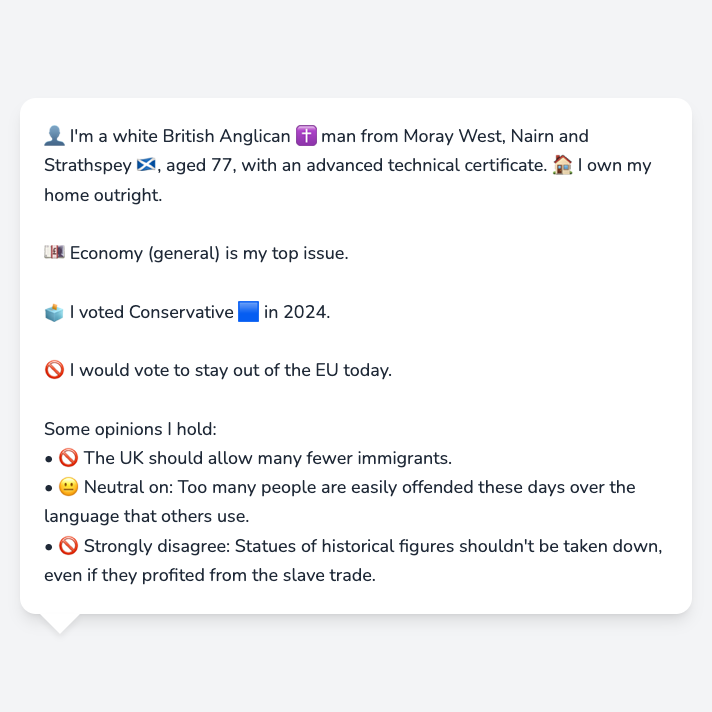 👤 I'm a white British Anglican ✝️ man from Moray West, Nairn and
Strathspey 🏴󠁧󠁢󠁳󠁣󠁴󠁿, aged 77, with an advanced technical certificate. 🏠 I own my
home outright.
💷 Economy (general) is my top issue.
🗳️ I voted Conservative 🟦 in 2024.
🚫 I would vote to stay out of the EU today.
Some opinions I hold:
• 🚫 The UK should allow many fewer immigrants.
• 😐 Neutral on: Too many people are easily offended these days over the
language that others use.
• 🚫 Strongly disagree: Statues of historical figures shouldn't be taken down,
even if they profited from the slave trade.